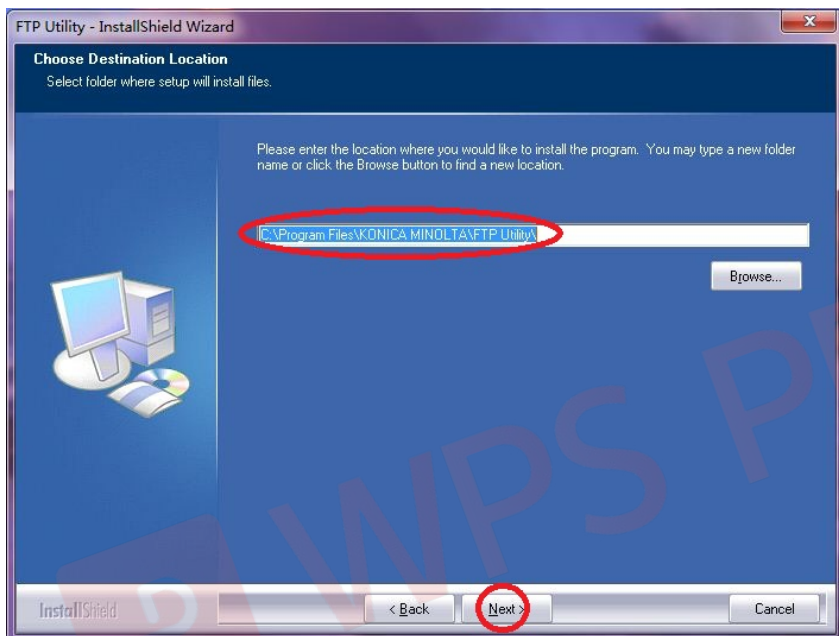 FTP Utility - InstallShield Wizard
Choose Destination Location
Select folder where setup will install files.
Please enter the location where you would like to install the program.  You may type a new folder
name or click the Browse button to find a new location.
C:\Program Files\KONICA MINOLTA\FTP Utility\
Browse...
WPS P
InstallShield
< Back
Next >
Cancel